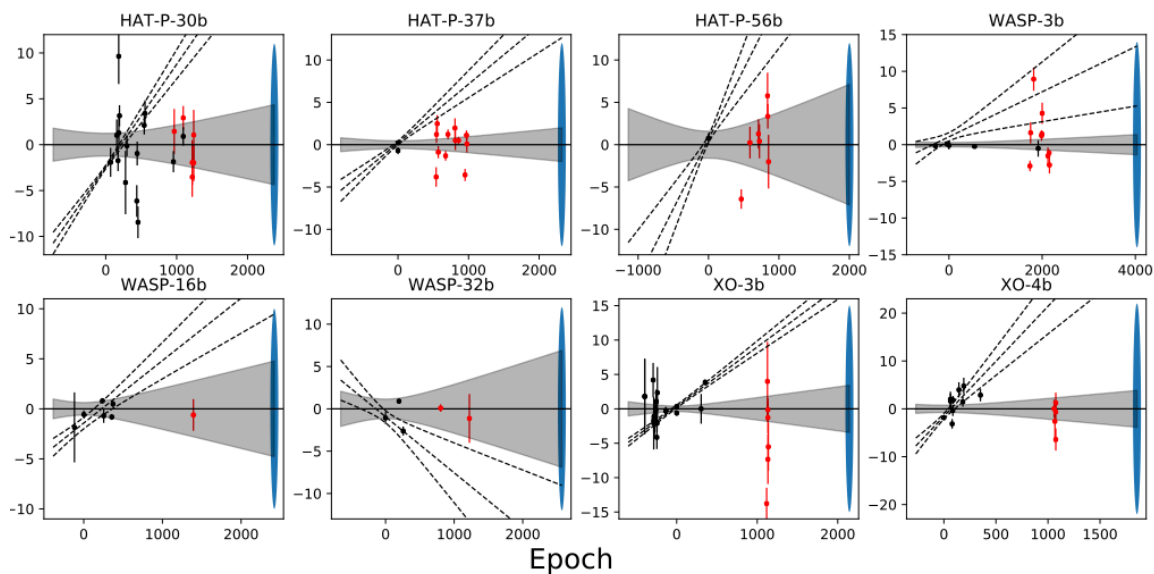 HAT-P-30b HAT-P-37b HAT-P-56b WASP-3b
10 10 10 15
5 5 5 10
0 0 0 5
−5 −5 −5 0
−10 −10 −10 −5
−10
−15
0 1000 2000 0 1000 2000 −1000 0 1000 2000 0 2000 4000
WASP-16b WASP-32b XO-3b XO-4b
10 10 15 20
5 5 10 10
0 0 5 0
−5 −5 0 −10
−10 −10 −5 −20
−10
−15
0 1000 2000 0 1000 2000 0 1000 2000 0 500 1000 1500
Epoch